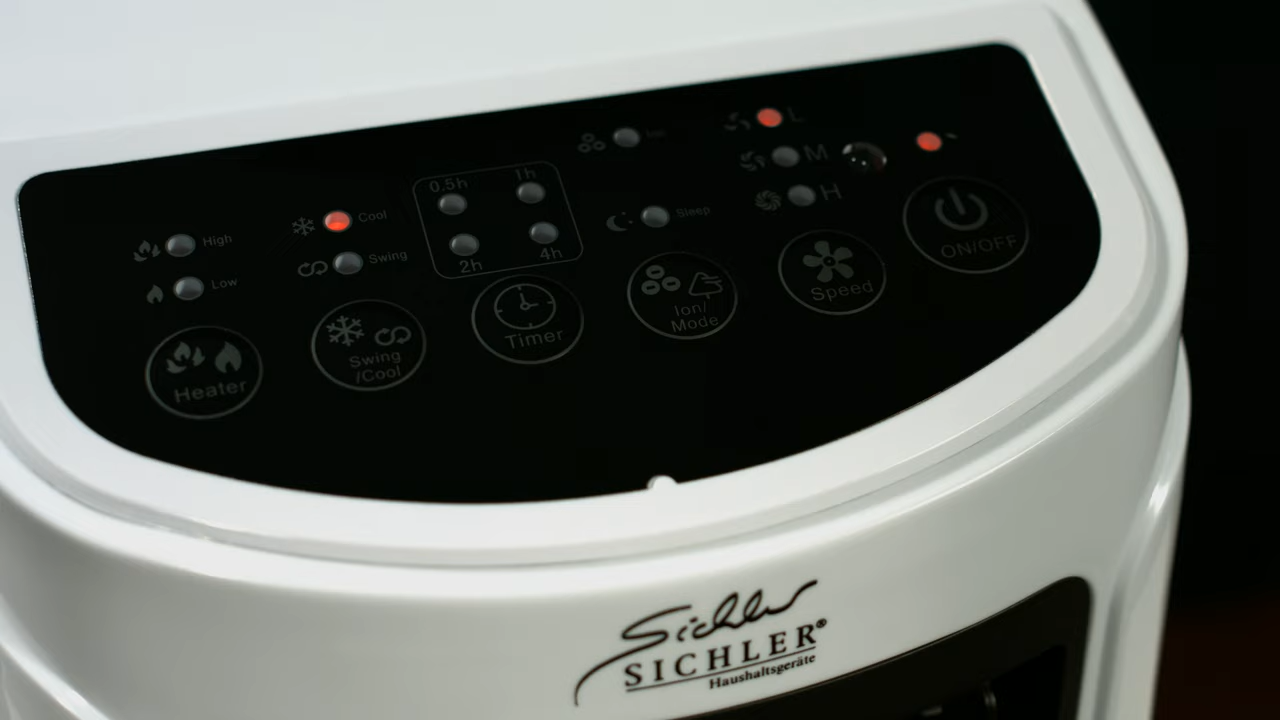 High
Low
Heater
Cool
Swing
Swing
/Cool
0.5h
1h
2h
4h
Timer
Sleep
Ion/
Mode
L
M
H
Speed
ON/OFF
Sichler
SICHLER®
Haushaltsgeräte